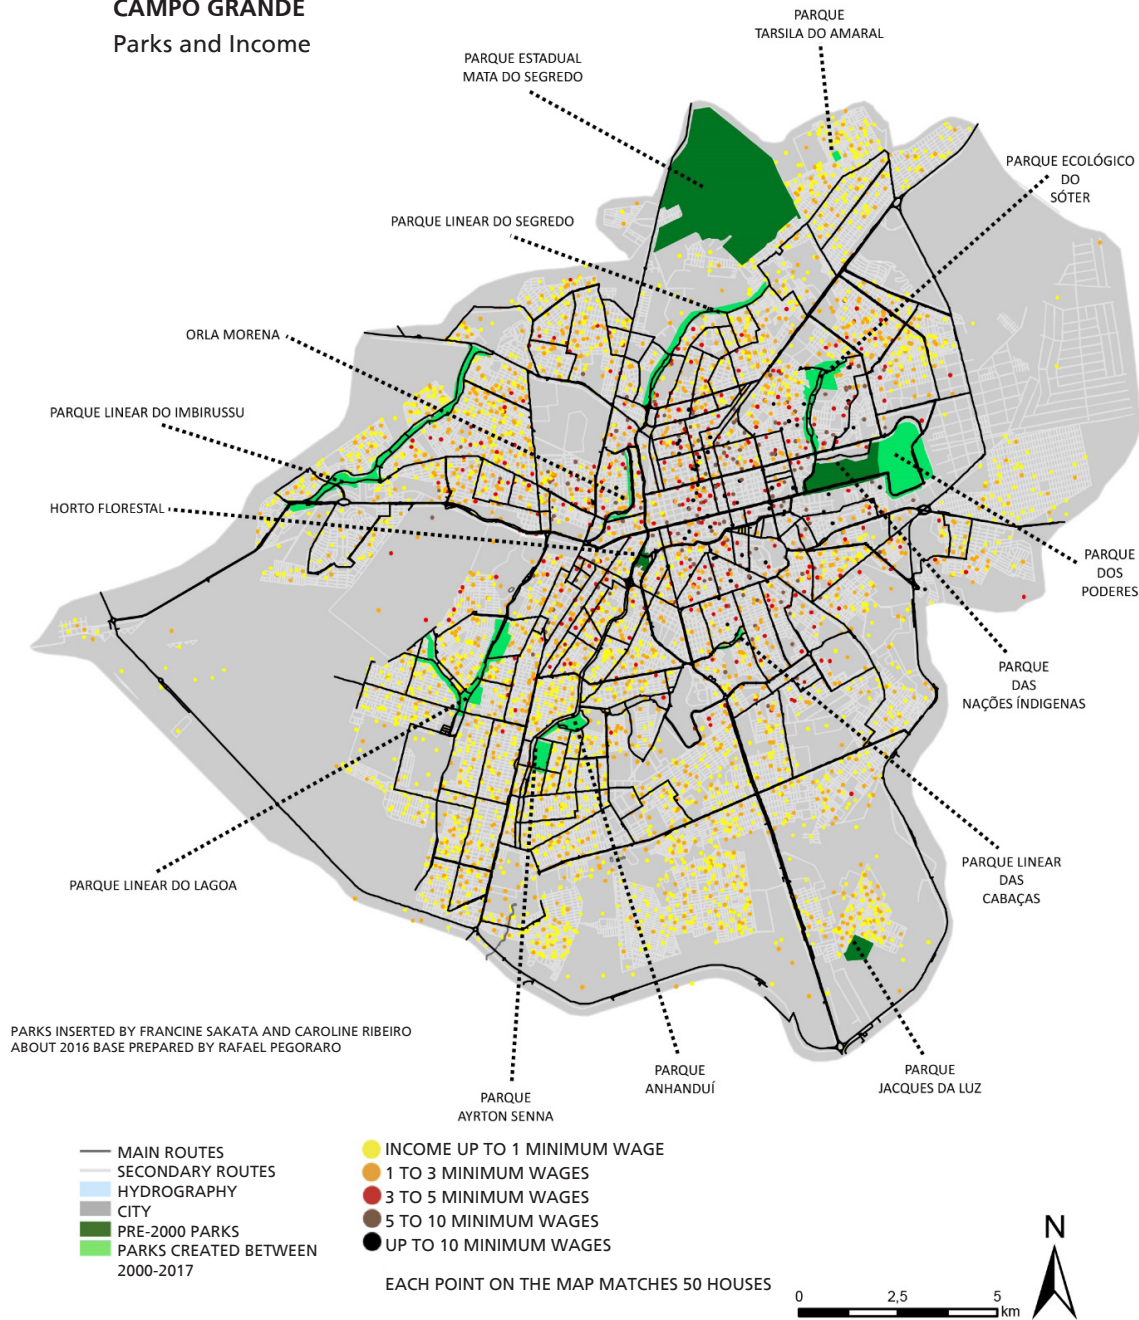 CAMPO GRANDE
Parks and Income
PARQUE
TARSILA DO AMARAL
PARQUE ESTADUAL
MATA DO SEGREDO
PARQUE ECOLÓGICO
DO
SÓTER
PARQUE LINEAR DO SEGREDO
ORLA MORENA
PARQUE LINEAR DO IMBIRUSSU
HORTO FLORESTAL
PARQUE
DOS
PODERES
PARQUE
DAS
NAÇÕES ÍNDIGENAS
PARQUE LINEAR
DAS
CABAÇAS
PARQUE LINEAR DO LAGOA
PARKS INSERTED BY FRANCINE SAKATA AND CAROLINE RIBEIRO
ABOUT 2016 BASE PREPARED BY RAFAEL PEGORARO
PARQUE
ANHANDUÍ
PARQUE
JACQUES DA LUZ
PARQUE
AYRTON SENNA
MAIN ROUTES
SECONDARY ROUTES
HYDROGRAPHY
CITY
PRE-2000 PARKS
PARKS CREATED BETWEEN
2000-2017
INCOME UP TO 1 MINIMUM WAGE
1 TO 3 MINIMUM WAGES
3 TO 5 MINIMUM WAGES
5 TO 10 MINIMUM WAGES
UP TO 10 MINIMUM WAGES
EACH POINT ON THE MAP MATCHES 50 HOUSES
0 2,5 5
km
N